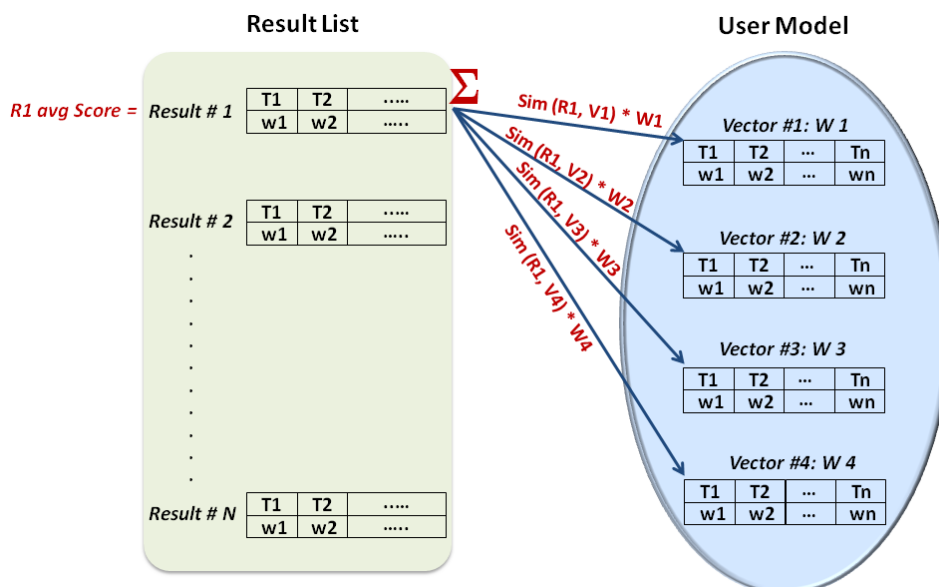 Result List
User Model
R1 avg Score = Result # 1
T1 T2 .....
w1 w2 .....
Σ
Sim (R1, V1) * W1
Sim (R1, V2) * W2
Sim (R1, V3) * W3
Sim (R1, V4) * W4
Result # 2
T1 T2 .....
w1 w2 .....
Result # N
T1 T2 .....
w1 w2 .....
Vector #1: W 1
T1 T2 ... Tn
w1 w2 ... wn
Vector #2: W 2
T1 T2 ... Tn
w1 w2 ... wn
Vector #3: W 3
T1 T2 ... Tn
w1 w2 ... wn
Vector #4: W 4
T1 T2 ... Tn
w1 w2 ... wn